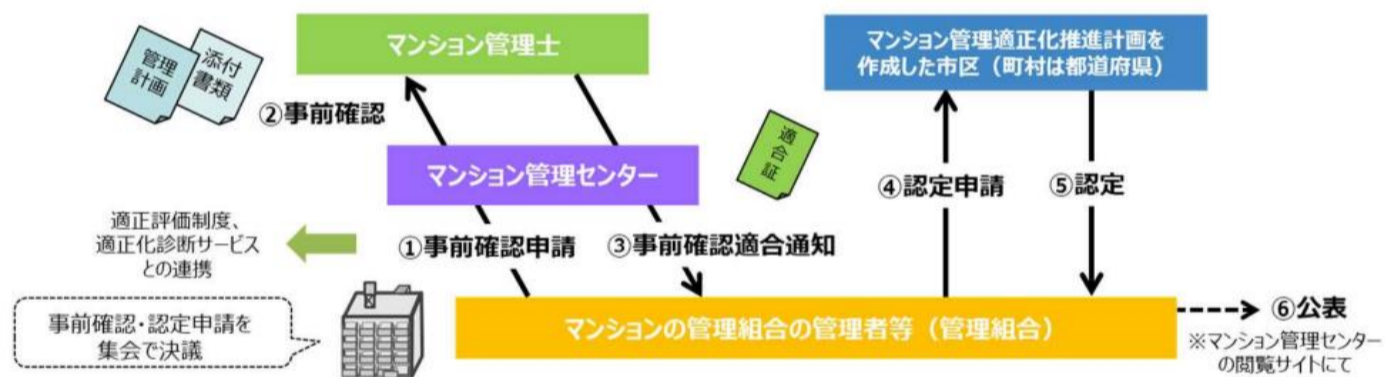 マンション管理士
マンション管理適正化推進計画を
作成した市区（町村は都道府県）
管理
計画
添付
書類
②事前確認
マンション管理センター
適合証
④認定申請
⑤認定
適正評価制度、
適正化診断サービス
との連携
①事前確認申請
③事前確認適合通知
事前確認・認定申請を
集会で決議
マンションの管理組合の管理者等（管理組合）
⑥公表
※マンション管理センター
の閲覧サイトにて